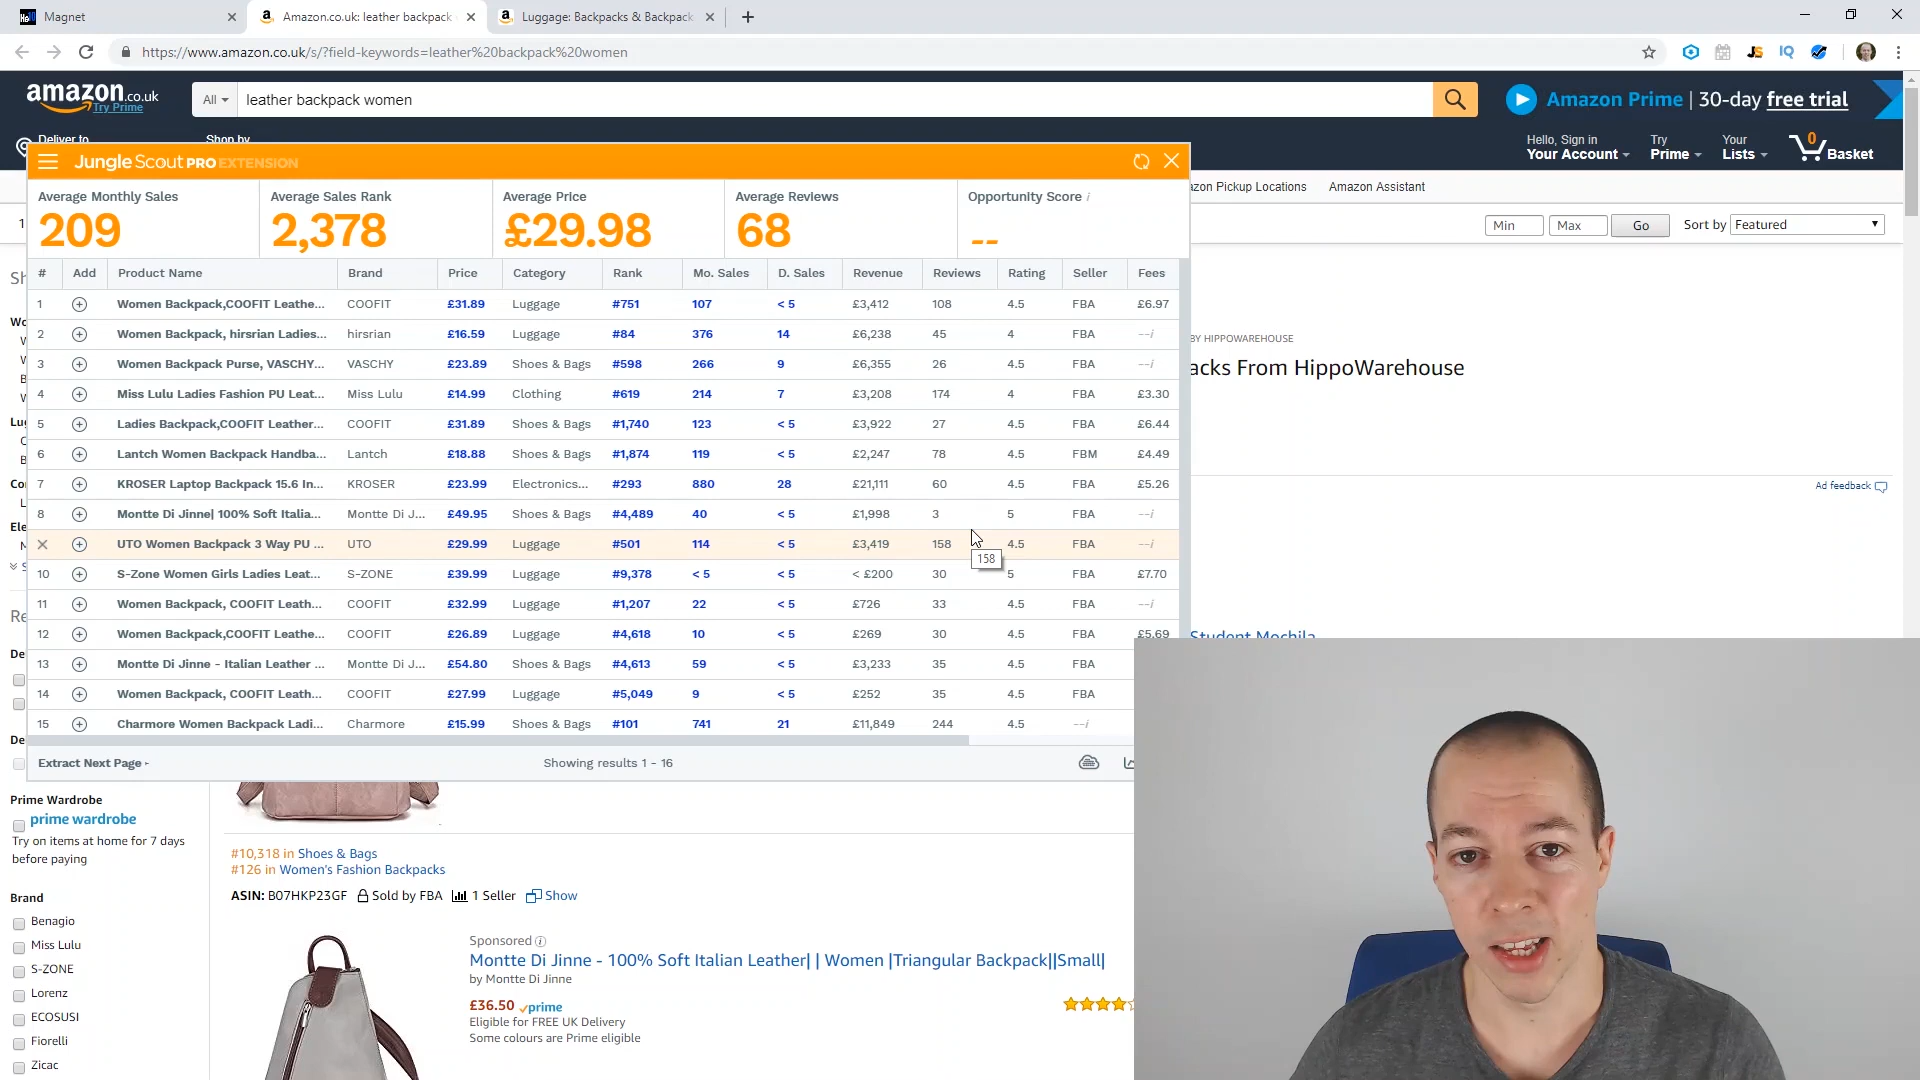 Magnet
Amazon.co.uk: leather backpack
Luggage: Backpacks & Backpack
https://www.amazon.co.uk/s/?field-keywords=leather%20backpack%20women
JS
IQ
amazon.co.uk
Try Prime
All
leather backpack women
Amazon Prime | 30-day free trial
Deliver to
Shop by
Hello, Sign in
Your Account
Try
Prime
Your
Lists
0
Basket
Jungle Scout PRO EXTENSION
azon Pickup Locations
Amazon Assistant
Min
Max
Go
Sort by
Featured
Average Monthly Sales
209
Average Sales Rank
2,378
Average Price
£29.98
Average Reviews
68
Opportunity Score i
--
# Add Product Name Brand Price Category Rank Mo. Sales D. Sales Revenue Reviews Rating Seller Fees
1 Women Backpack,COOFIT Leathe... COOFIT £31.89 Luggage #751 107 < 5 £3,412 108 4.5 FBA £6.97
2 Women Backpack, hirsrian Ladies... hirsrian £16.59 Luggage #84 376 14 £6,238 45 4 FBA --i
3 Women Backpack Purse, VASCHY... VASCHY £23.89 Shoes & Bags #598 266 9 £6,355 26 4.5 FBA --i
4 Miss Lulu Ladies Fashion PU Leat... Miss Lulu £14.99 Clothing #619 214 7 £3,208 174 4 FBA £3.30
5 Ladies Backpack,COOFIT Leather... COOFIT £31.89 Shoes & Bags #1,740 123 < 5 £3,922 27 4.5 FBA £6.44
6 Lantch Women Backpack Handba... Lantch £18.88 Shoes & Bags #1,874 119 < 5 £2,247 78 4.5 FBM £4.49
7 KROSER Laptop Backpack 15.6 In... KROSER £23.99 Electronics... #293 880 28 £21,111 60 4.5 FBA £5.26
8 Montte Di Jinne| 100% Soft Italia... Montte Di J... £49.95 Shoes & Bags #4,489 40 < 5 £1,998 3 5 FBA --i
UTO Women Backpack 3 Way PU ... UTO £29.99 Luggage #501 114 < 5 £3,419 158 4.5 FBA --i
158
10 S-Zone Women Girls Ladies Leat... S-ZONE £39.99 Luggage #9,378 < 5 < 5 < £200 30 5 FBA £7.70
11 Women Backpack, COOFIT Leath... COOFIT £32.99 Luggage #1,207 22 < 5 £726 33 4.5 FBA --i
12 Women Backpack,COOFIT Leathe... COOFIT £26.89 Luggage #4,618 10 < 5 £269 30 4.5 FBA £5.69
13 Montte Di Jinne - Italian Leather ... Montte Di J... £54.80 Shoes & Bags #4,613 59 < 5 £3,233 35 4.5 FBA
14 Women Backpack, COOFIT Leath... COOFIT £27.99 Luggage #5,049 9 < 5 £252 35 4.5 FBA
15 Charmore Women Backpack Ladi... Charmore £15.99 Shoes & Bags #101 741 21 £11,849 244 4.5 --i
Extract Next Page
Showing results 1 - 16
BY HIPPOWAREHOUSE
acks From HippoWarehouse
Ad feedback
Student Mochila
Prime Wardrobe
prime wardrobe
Try on items at home for 7 days
before paying
Brand
Benagio
Miss Lulu
S-ZONE
Lorenz
ECOSUSI
Fiorelli
Zicac
#10,318 in Shoes & Bags
#126 in Women's Fashion Backpacks
ASIN: B07HKP23GF Sold by FBA 1 Seller Show
Sponsored
Montte Di Jinne - 100% Soft Italian Leather| | Women |Triangular Backpack||Small|
by Montte Di Jinne
£36.50 prime
Eligible for FREE UK Delivery
Some colours are Prime eligible